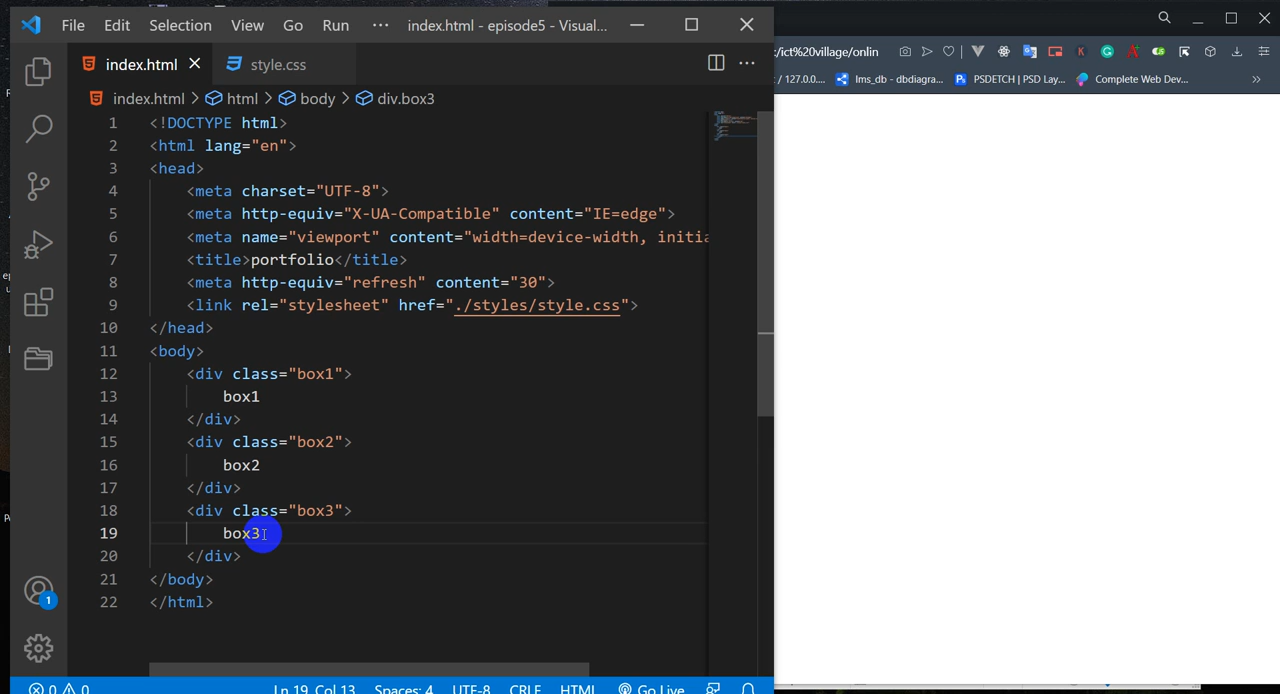 File Edit Selection View Go Run ··· index.html - episode5 - Visual...
index.html style.css
index.html > html > body > div.box3
1 <!DOCTYPE html>
2 <html lang="en">
3 <head>
4 <meta charset="UTF-8">
5 <meta http-equiv="X-UA-Compatible" content="IE=edge">
6 <meta name="viewport" content="width=device-width, initia
7 <title>portfolio</title>
8 <meta http-equiv="refresh" content="30">
9 <link rel="stylesheet" href="./styles/style.css">
10 </head>
11 <body>
12 <div class="box1">
13 box1
14 </div>
15 <div class="box2">
16 box2
17 </div>
18 <div class="box3">
19 box3
20 </div>
21 </body>
22 </html>
1
0 0 Ln 19, Col 13 Spaces: 4 UTF-8 CRLF HTML Go Live
:/ict%20village/onlin
/ 127.0.0.... lms_db - dbdiagra... PSDETCH | PSD Lay... Complete Web Dev... »